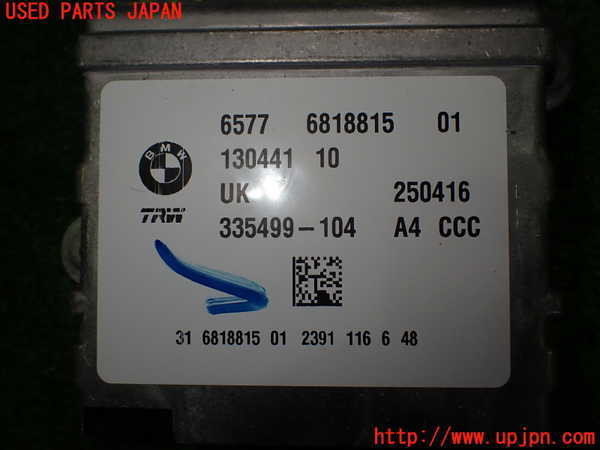 USED PARTS JAPAN
6577 6818815 01
BMW
130441 10
UK 250416
TRW
335499-104 A4 CCC
31 6818815 01 2391 116 6 48
http://www.upjpn.com/